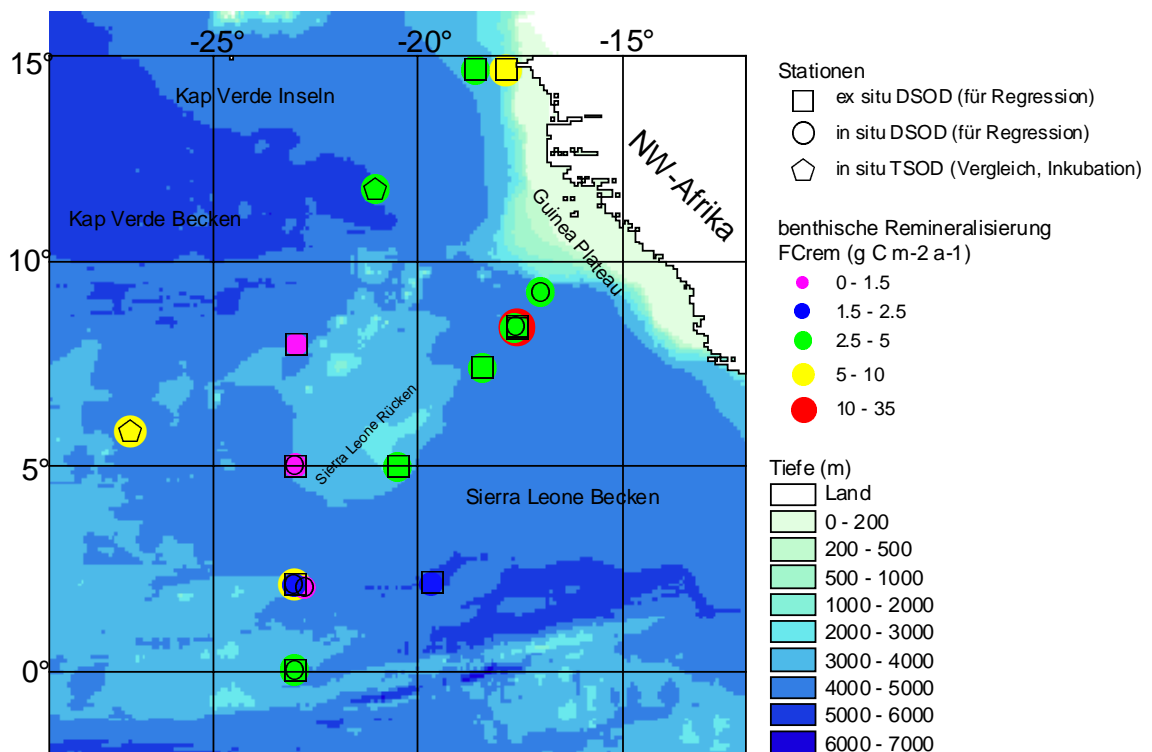 -25° -20° -15°
15°
Kap Verde Inseln
NW-Afrika
Guinea Plateau
Kap Verde Becken
10°
Sierra Leone Rücken
5°
Sierra Leone Becken
0°
Stationen
ex situ DSOD (für Regression)
in situ DSOD (für Regression)
in situ TSOD (Vergleich, Inkubation)
benthische Remineralisierung
FCrem (g C m-2 a-1)
0 - 1.5
1.5 - 2.5
2.5 - 5
5 - 10
10 - 35
Tiefe (m)
Land
0 - 200
200 - 500
500 - 1000
1000 - 2000
2000 - 3000
3000 - 4000
4000 - 5000
5000 - 6000
6000 - 7000